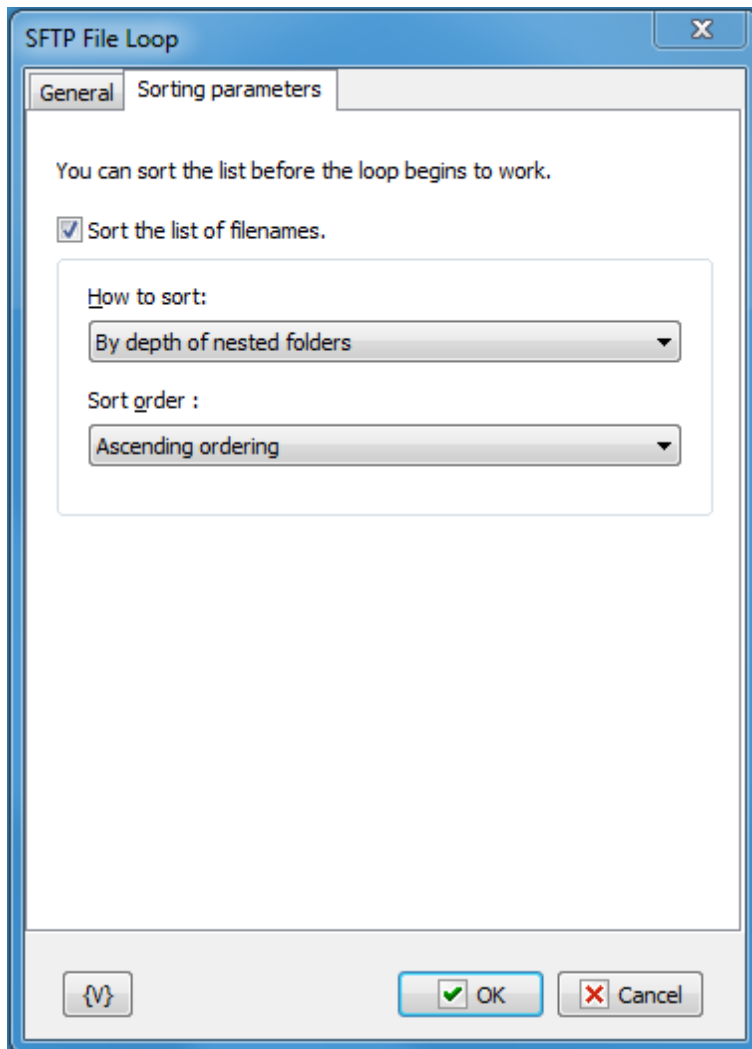 SFTP File Loop
General
Sorting parameters
You can sort the list before the loop begins to work.
Sort the list of filenames.
How to sort:
By depth of nested folders
Sort order :
Ascending ordering
{V}
OK
Cancel